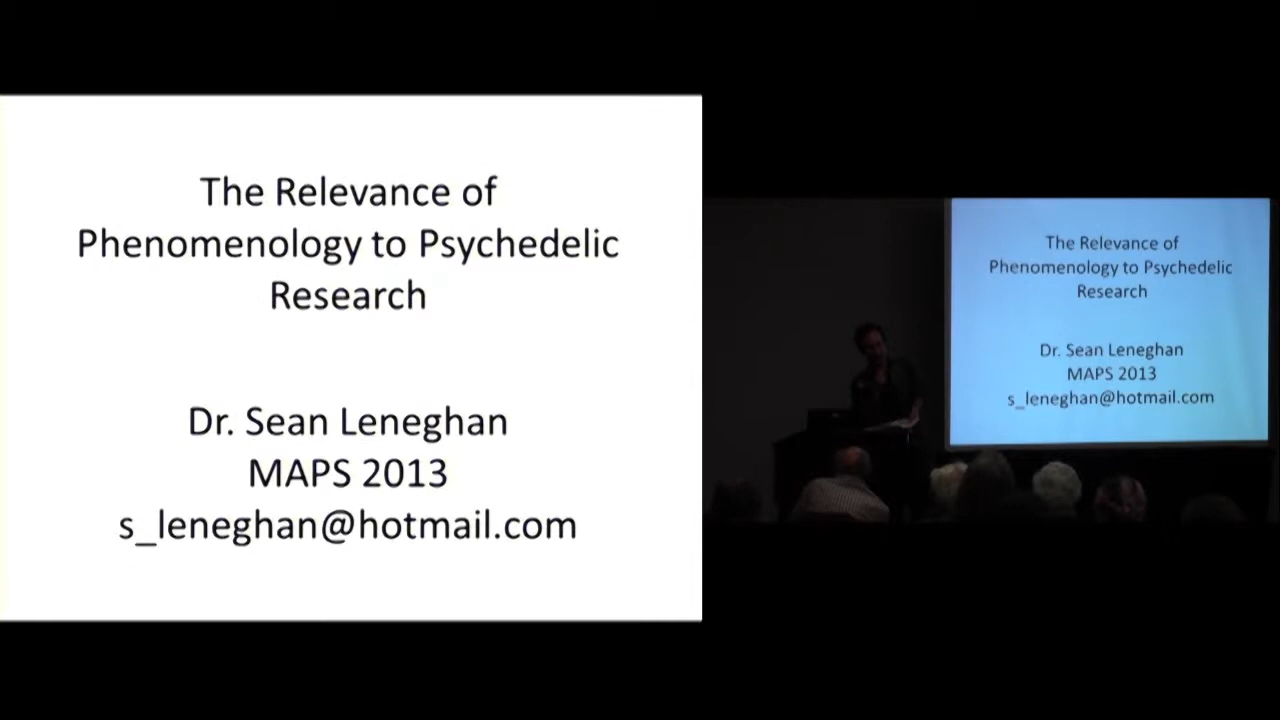 The Relevance of
Phenomenology to Psychedelic
Research
Dr. Sean Leneghan
MAPS 2013
s_leneghan@hotmail.com
The Relevance of
Phenomenology to Psychedelic
Research
Dr. Sean Leneghan
MAPS 2013
s_leneghan@hotmail.com